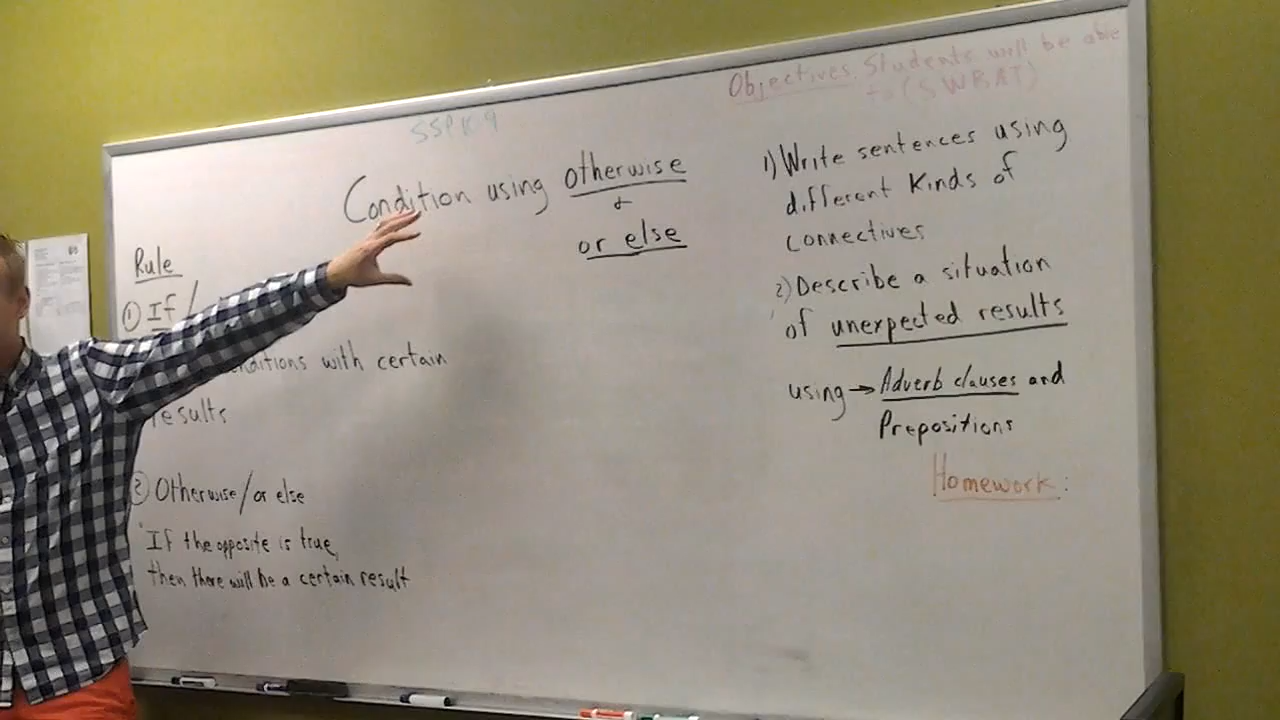 SSP
Condition using otherwise
+
or else
Rule
① If /
conditions with certain
results
② Otherwise/or else
If the opposite is true,
then there will be a certain result
Objectives: Students will be able
to (SWBAT)
1) Write sentences using
different Kinds of
connectives
2) Describe a situation
of unexpected results
using → Adverb clauses and
Prepositions
Homework: